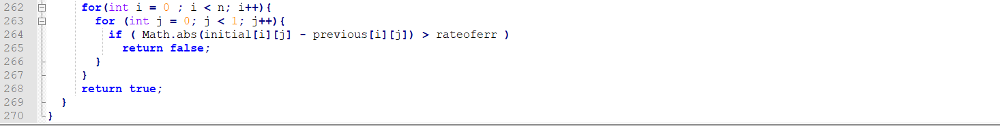 262 for(int i = 0 ; i < n; i++){
263 for (int j = 0; j < 1; j++){
264 if ( Math.abs(initial[i][j] - previous[i][j]) > rateoferr )
265 return false;
266 }
267 }
268 return true;
269 }
270 }